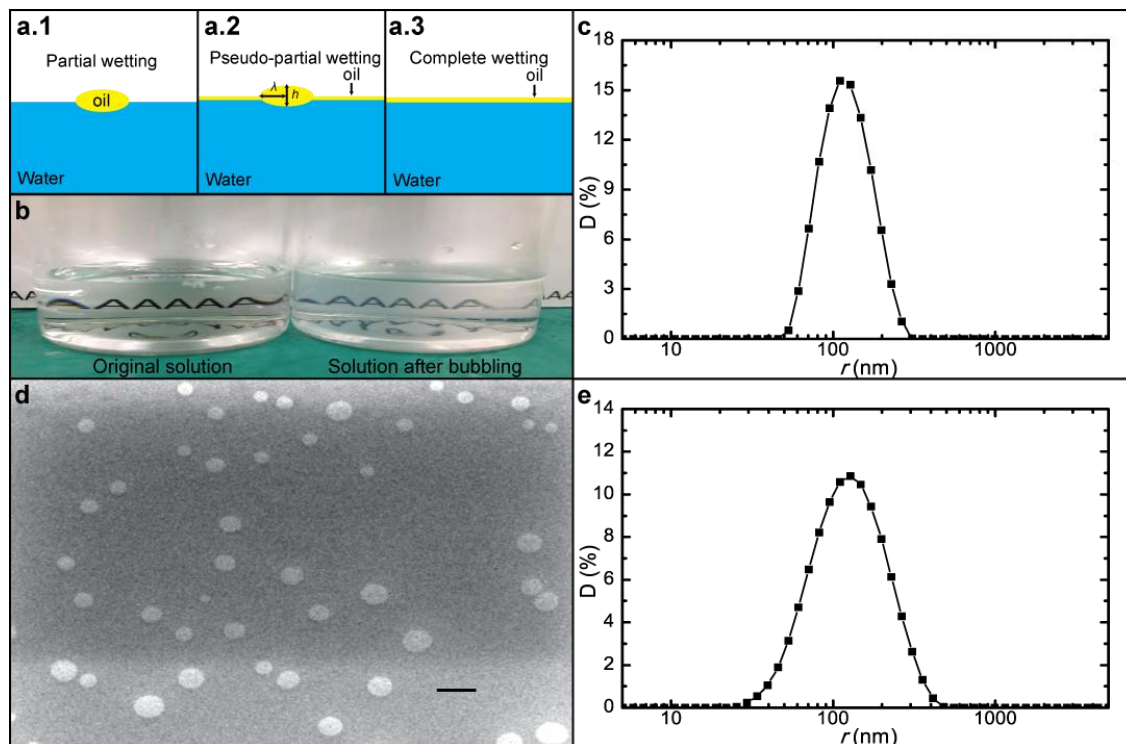 a.1
Partial wetting
oil
Water
a.2
Pseudo-partial wetting
oil
λ
h
Water
a.3
Complete wetting
oil
Water
b
AAAAA
Original solution
Solution after bubbling
c
D (%)
18
15
12
9
6
3
0
10
100
1000
r (nm)
d
e
D (%)
14
12
10
8
6
4
2
0
10
100
1000
r (nm)